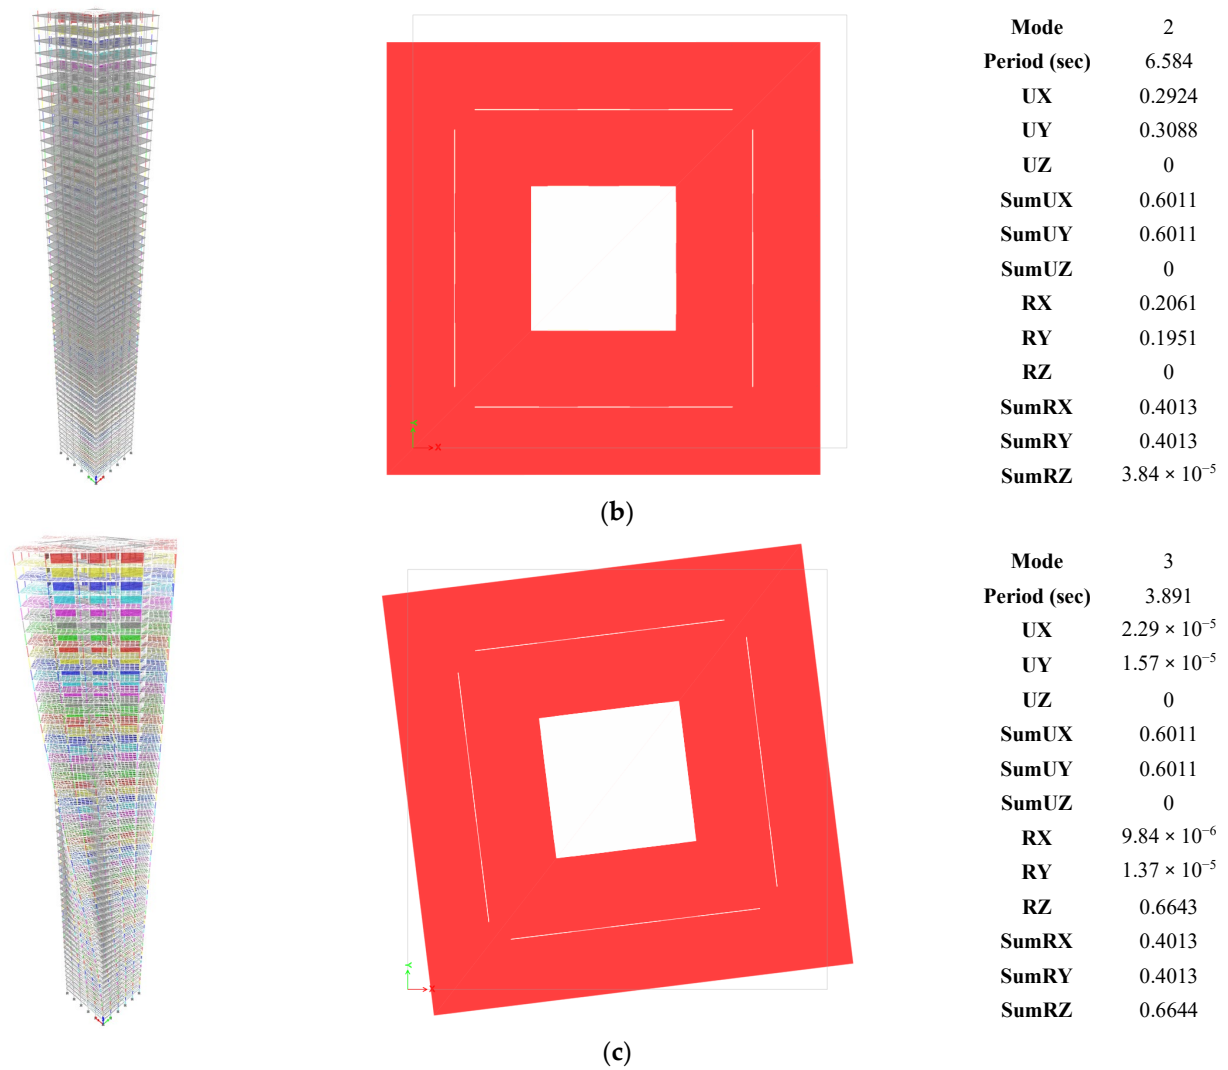 Mode 2
Period (sec) 6.584
UX 0.2924
UY 0.3088
UZ 0
SumUX 0.6011
SumUY 0.6011
SumUZ 0
RX 0.2061
RY 0.1951
RZ 0
SumRX 0.4013
SumRY 0.4013
SumRZ 3.84 × 10⁻⁵
Y
X
(b)
Mode 3
Period (sec) 3.891
UX 2.29 × 10⁻⁵
UY 1.57 × 10⁻⁵
UZ 0
SumUX 0.6011
SumUY 0.6011
SumUZ 0
RX 9.84 × 10⁻⁶
RY 1.37 × 10⁻⁵
RZ 0.6643
SumRX 0.4013
SumRY 0.4013
SumRZ 0.6644
Y
X
(c)